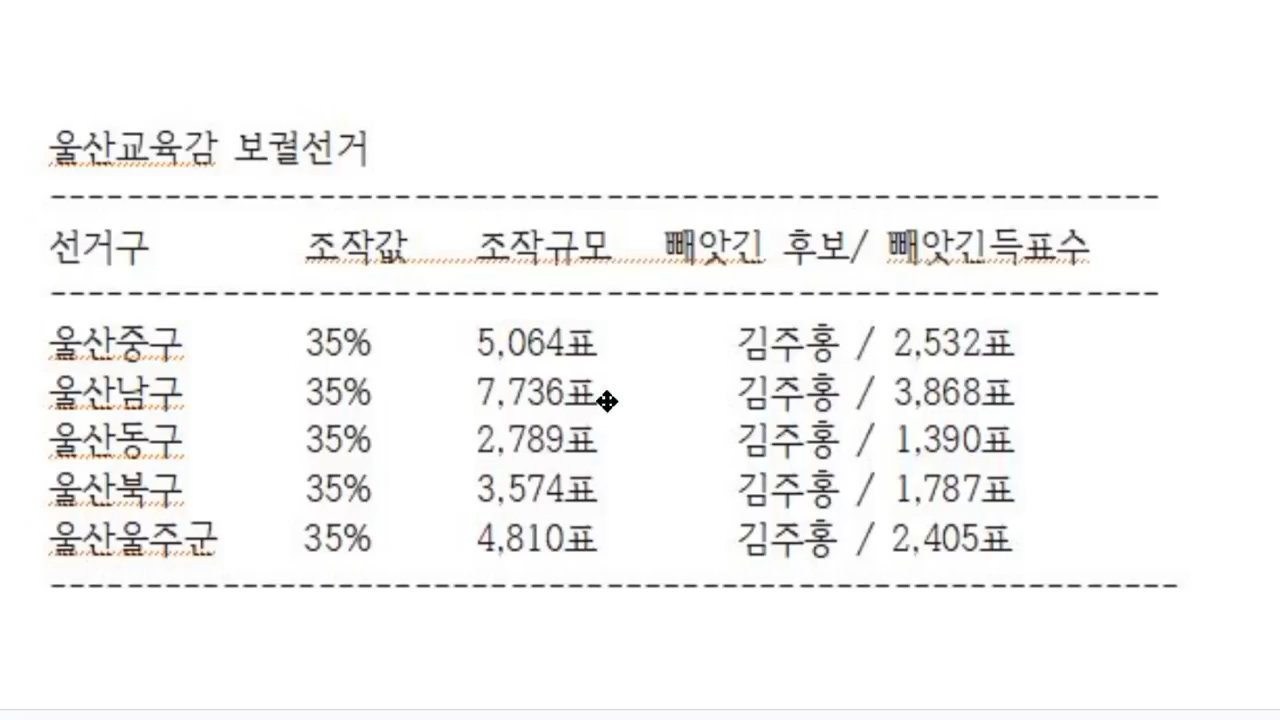 울산교육감 보궐선거
선거구 조작값 조작규모 빼앗긴 후보/ 빼앗긴득표수
울산중구 35% 5,064표 김주홍 / 2,532표
울산남구 35% 7,736표 김주홍 / 3,868표
울산동구 35% 2,789표 김주홍 / 1,390표
울산북구 35% 3,574표 김주홍 / 1,787표
울산울주군 35% 4,810표 김주홍 / 2,405표